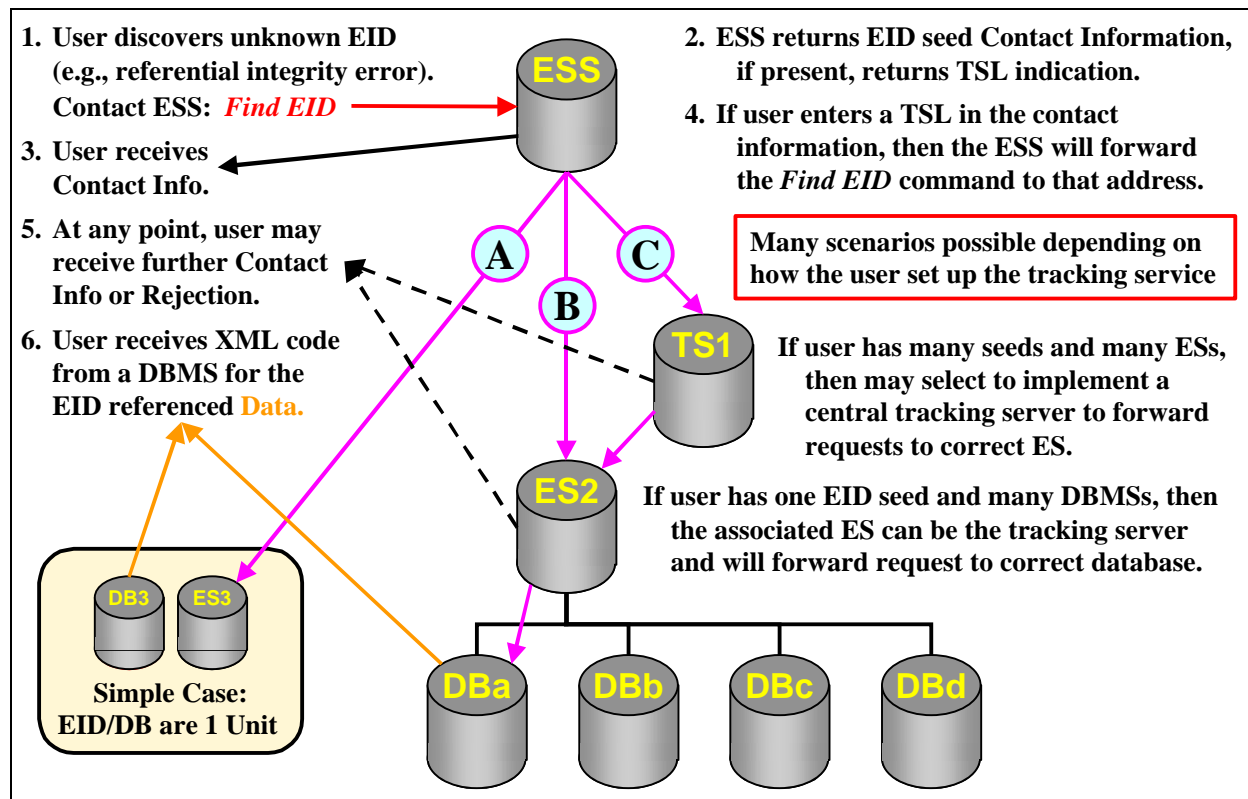 1. User discovers unknown EID
(e.g., referential integrity error).
Contact ESS: Find EID
ESS
2. ESS returns EID seed Contact Information,
if present, returns TSL indication.
3. User receives
Contact Info.
4. If user enters a TSL in the contact
information, then the ESS will forward
the Find EID command to that address.
5. At any point, user may
receive further Contact
Info or Rejection.
A
B
C
Many scenarios possible depending on
how the user set up the tracking service
6. User receives XML code
from a DBMS for the
EID referenced Data.
TS1
If user has many seeds and many ESs,
then may select to implement a
central tracking server to forward
requests to correct ES.
ES2
If user has one EID seed and many DBMSs, then
the associated ES can be the tracking server
and will forward request to correct database.
DB3
ES3
Simple Case:
EID/DB are 1 Unit
DBa
DBb
DBc
DBd